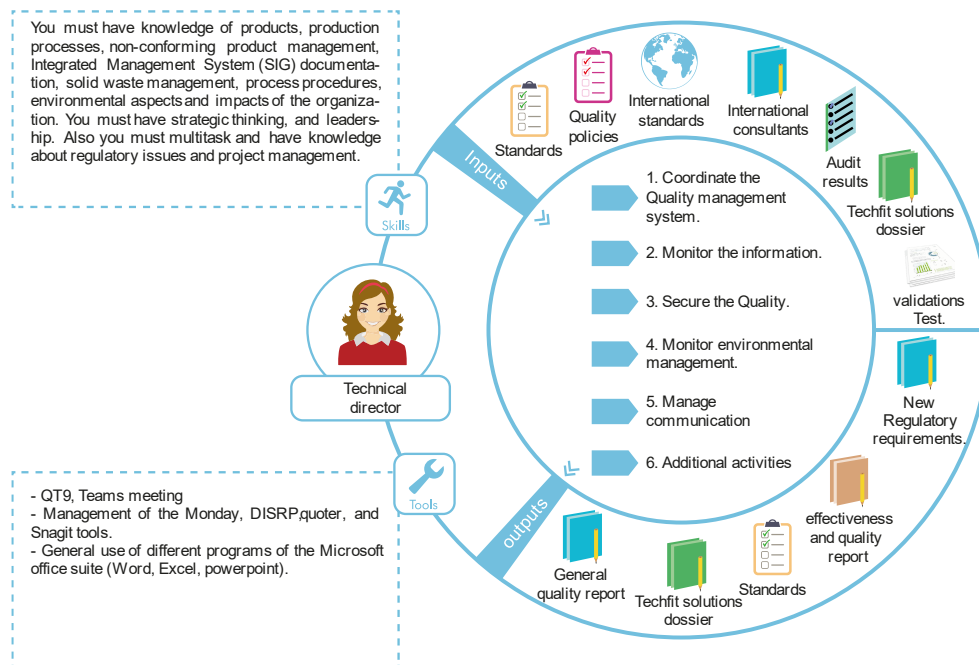 You must have knowledge of products, production
processes, non-conforming product management,
Integrated Management System (SIG) documenta-
tion, solid waste management, process procedures,
environmental aspects and impacts of the organiza-
tion. You must have strategic thinking, and leaders-
hip. Also you must multitask and have knowledge
about regulatory issues and project management.
Skills
Technical
director
Tools
- QT9, Teams meeting
- Management of the Monday, DISRP,quoter, and
Snagit tools.
- General use of different programs of the Microsoft
office suite (Word, Excel, powerpoint).
Inputs
Standards
Quality
policies
International
standards
International
consultants
Audit
results
Techfit solutions
dossier
validations
Test.
1. Coordinate the
Quality management
system.
2. Monitor the information.
3. Secure the Quality.
4. Monitor environmental
management.
5. Manage
communication
6. Additional activities
outputs
General
quality report
Techfit solutions
dossier
Standards
effectiveness
and quality
report
New
Regulatory
requirements.